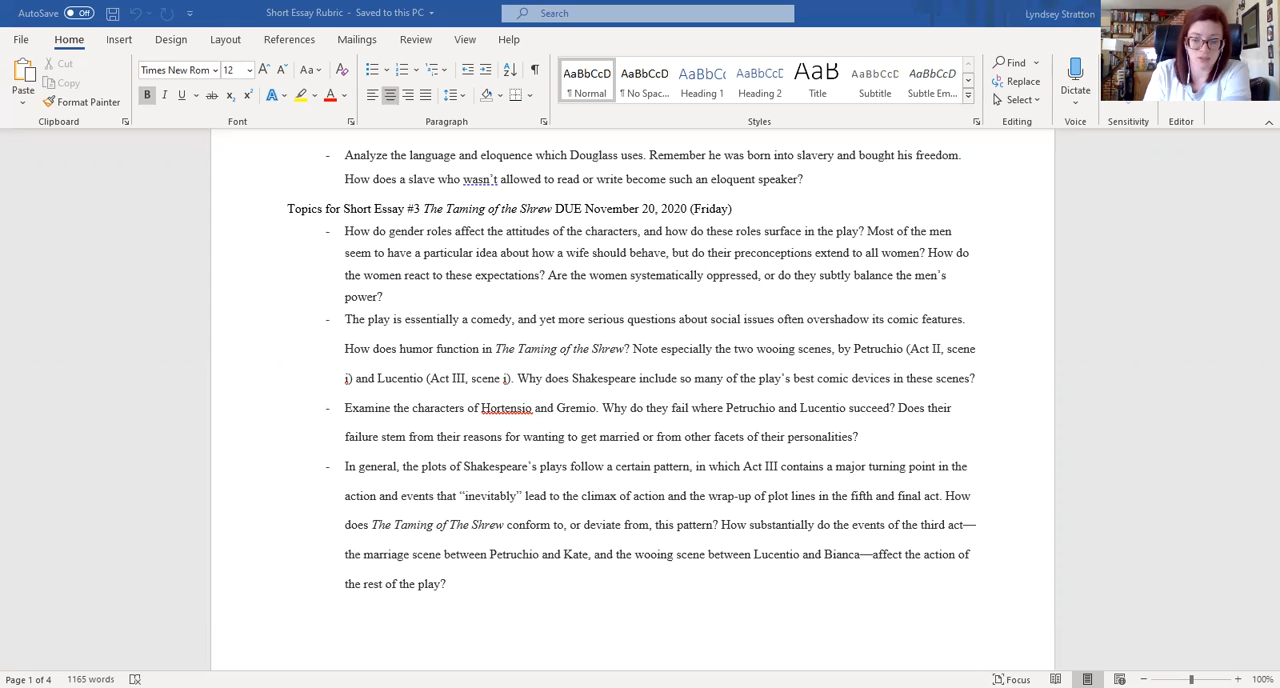 AutoSave Off Short Essay Rubric - Saved to this PC Search Lyndsey Stratton
File Home Insert Design Layout References Mailings Review View Help
Cut
Copy
Paste Format Painter
Times New Rom 12 Aa
B I U ab x₂ x² A A
AaBbCcD AaBbCcD AaBbCc AaBbCcD AaB AaBbCcD AaBbCcD
¶ Normal ¶ No Spac... Heading 1 Heading 2 Title Subtitle Subtle Em...
Find
Replace
Select
Dictate
Clipboard Font Paragraph Styles Editing Voice Sensitivity Editor
- Analyze the language and eloquence which Douglass uses. Remember he was born into slavery and bought his freedom.
How does a slave who wasn't allowed to read or write become such an eloquent speaker?
Topics for Short Essay #3 The Taming of the Shrew DUE November 20, 2020 (Friday)
- How do gender roles affect the attitudes of the characters, and how do these roles surface in the play? Most of the men
seem to have a particular idea about how a wife should behave, but do their preconceptions extend to all women? How do
the women react to these expectations? Are the women systematically oppressed, or do they subtly balance the men's
power?
- The play is essentially a comedy, and yet more serious questions about social issues often overshadow its comic features.
How does humor function in The Taming of the Shrew? Note especially the two wooing scenes, by Petruchio (Act II, scene
i) and Lucentio (Act III, scene i). Why does Shakespeare include so many of the play's best comic devices in these scenes?
- Examine the characters of Hortensio and Gremio. Why do they fail where Petruchio and Lucentio succeed? Does their
failure stem from their reasons for wanting to get married or from other facets of their personalities?
- In general, the plots of Shakespeare's plays follow a certain pattern, in which Act III contains a major turning point in the
action and events that "inevitably" lead to the climax of action and the wrap-up of plot lines in the fifth and final act. How
does The Taming of The Shrew conform to, or deviate from, this pattern? How substantially do the events of the third act—
the marriage scene between Petruchio and Kate, and the wooing scene between Lucentio and Bianca—affect the action of
the rest of the play?
Page 1 of 4 1165 words Focus 100%